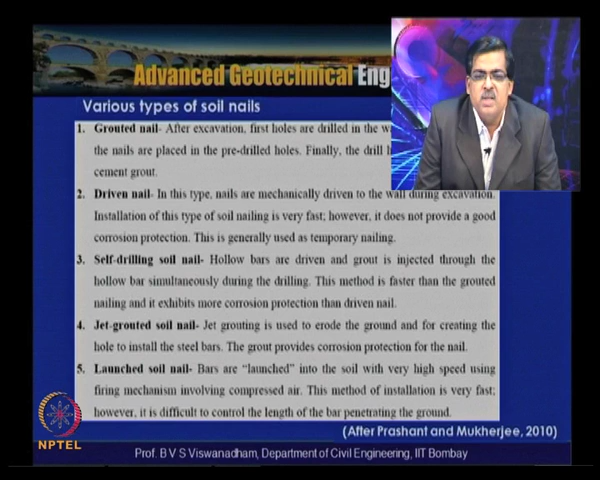 Advanced Geotechnical Eng
Various types of soil nails
1. Grouted nail- After excavation, first holes are drilled in the w
the nails are placed in the pre-drilled holes. Finally, the drill h
cement grout.
2. Driven nail- In this type, nails are mechanically driven to the wall during excavation.
Installation of this type of soil nailing is very fast; however, it does not provide a good
corrosion protection. This is generally used as temporary nailing.
3. Self-drilling soil nail- Hollow bars are driven and grout is injected through the
hollow bar simultaneously during the drilling. This method is faster than the grouted
nailing and it exhibits more corrosion protection than driven nail.
4. Jet-grouted soil nail- Jet grouting is used to erode the ground and for creating the
hole to install the steel bars. The grout provides corrosion protection for the nail.
5. Launched soil nail- Bars are “launched” into the soil with very high speed using
firing mechanism involving compressed air. This method of installation is very fast;
however, it is difficult to control the length of the bar penetrating the ground.
NPTEL
(After Prashant and Mukherjee, 2010)
Prof. B V S Viswanadham, Department of Civil Engineering, IIT Bombay